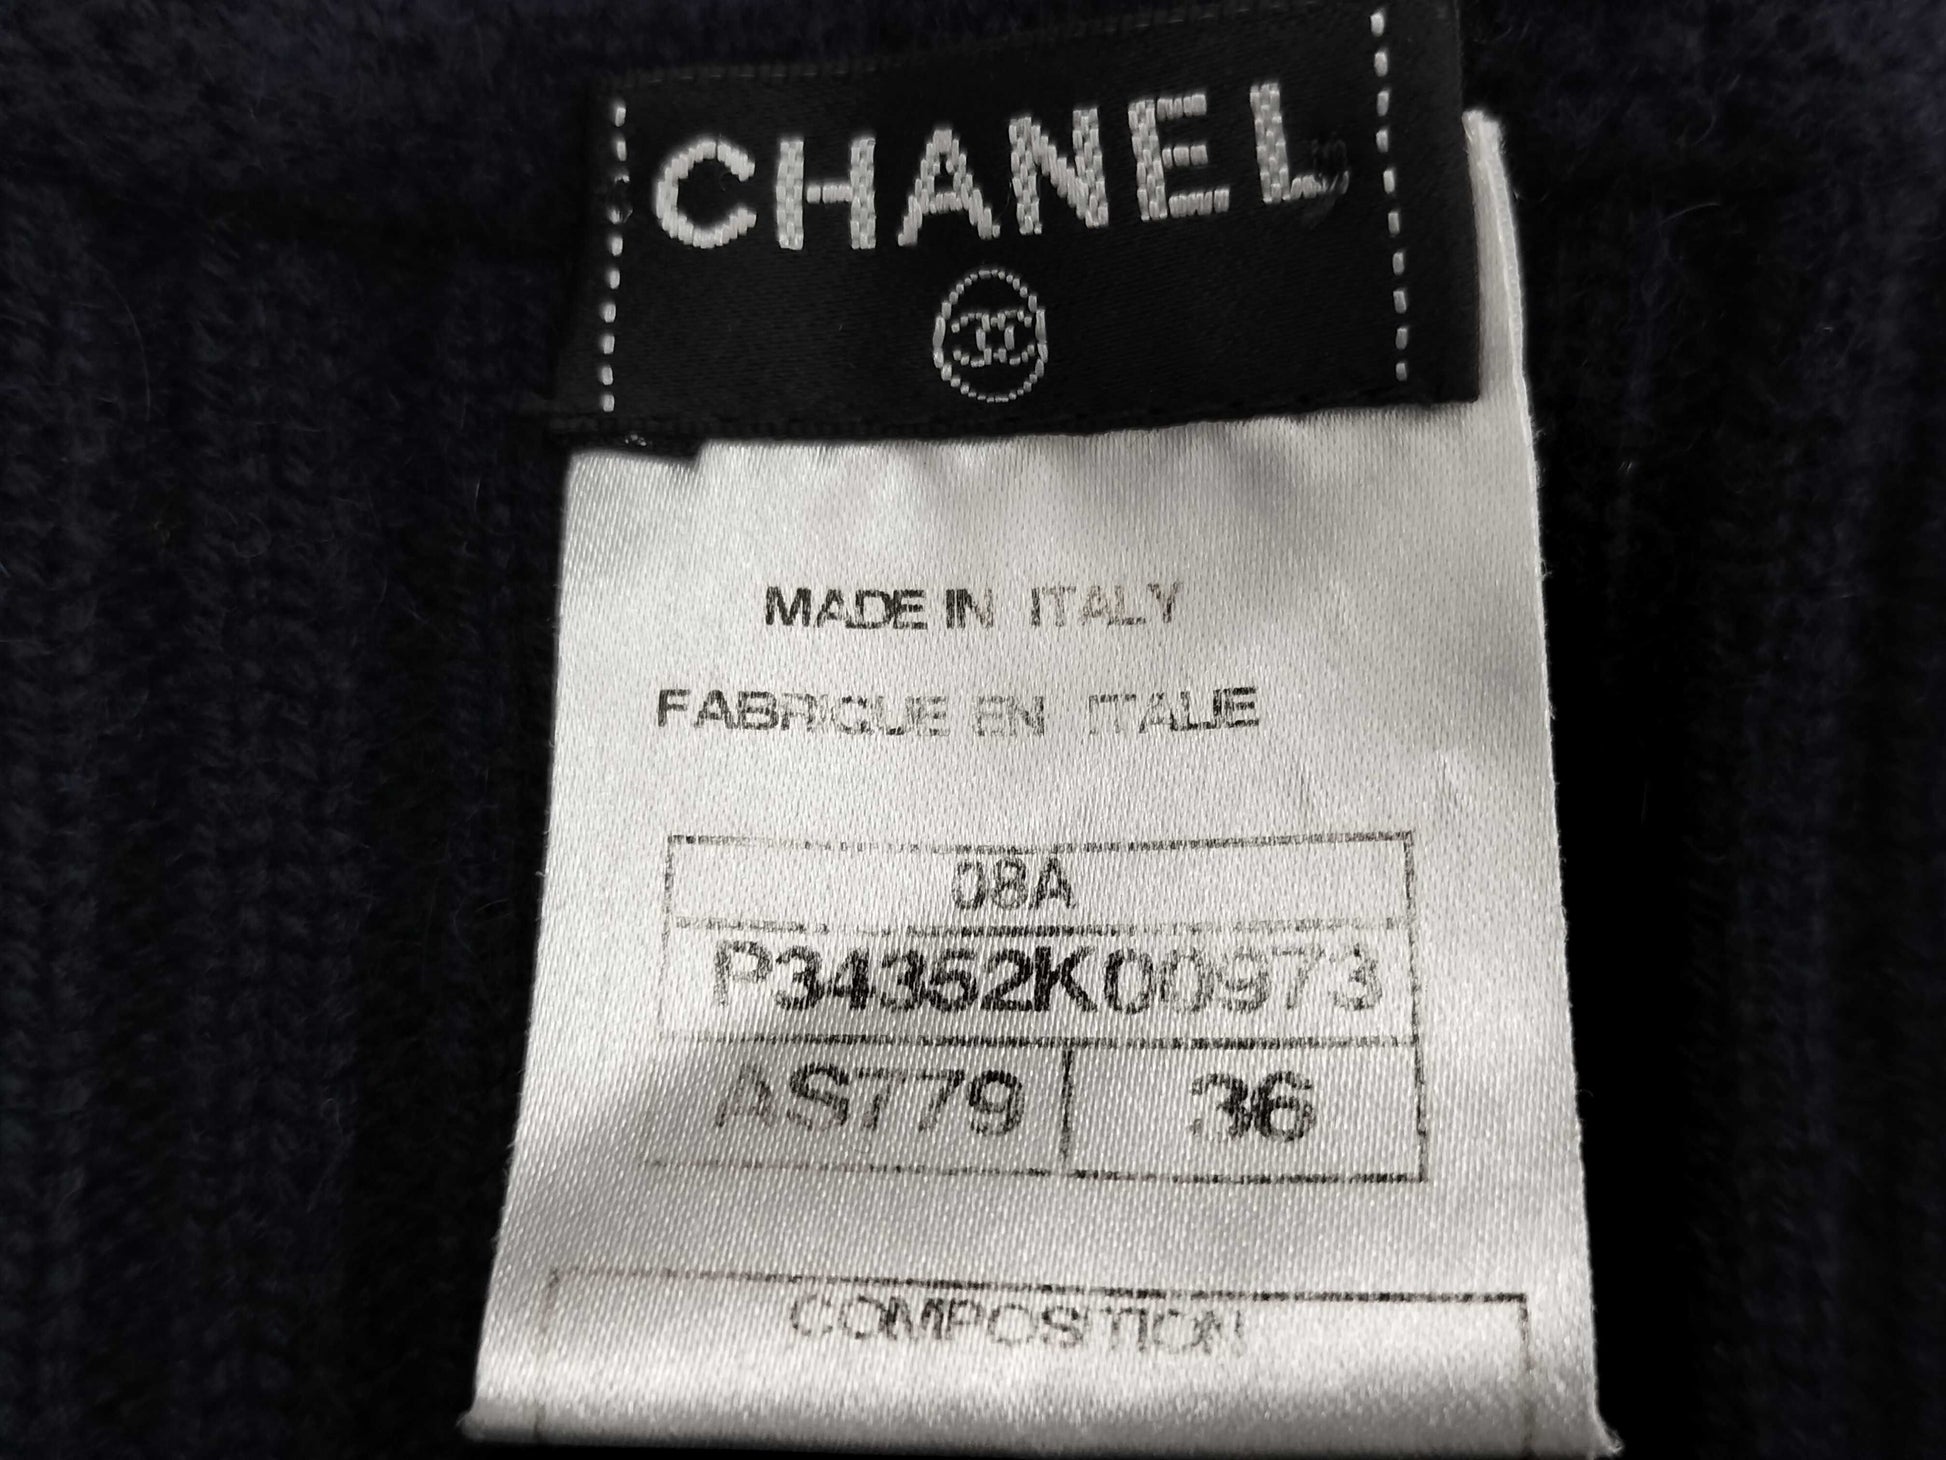 CHANEL
MADE IN ITALY
FABRIQUE EN ITALIE
08A
P34352K00973
AS779 36
COMPOSITION